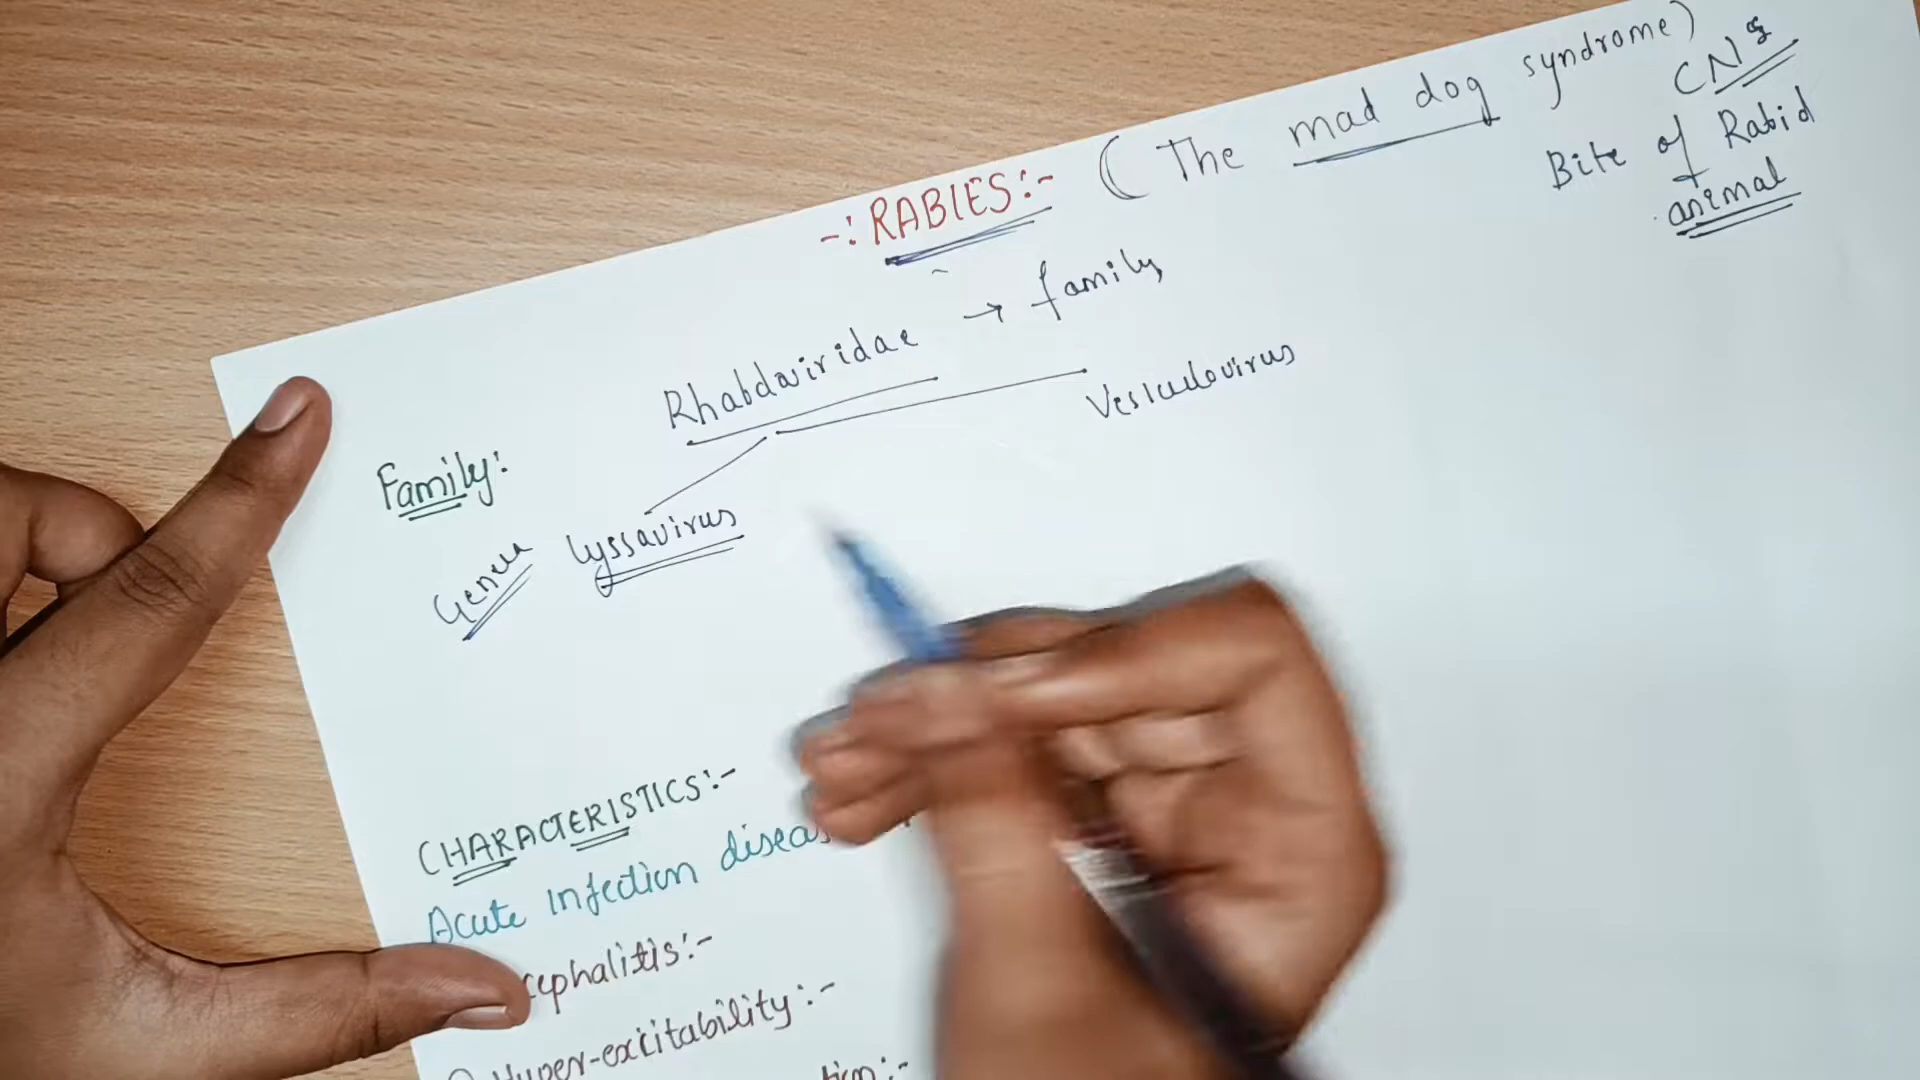 -: RABIES:- ( The mad dog syndrome)
CNS
Bite of Rabid
animal
Rhabdaviridae → family
Family:
Vesiculovirus
Genus lyssavirus
CHARACTERISTICS:-
Acute Infection
cephalitis:-
Hyper-excitability:-